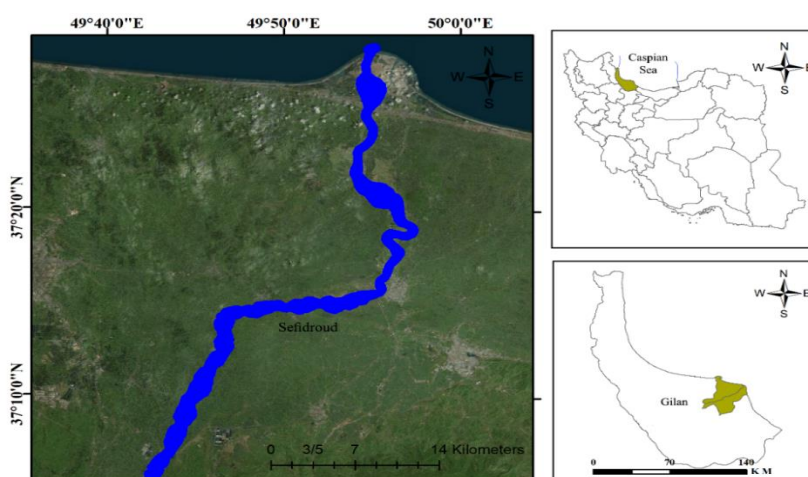 49°40'0"E 49°50'0"E 50°0'0"E
N
W E
S
37°20'0"N
37°10'0"N
Sefidroud
0 3/5 7 14 Kilometers
Caspian
Sea
N
W E
S
N
W E
S
Gilan
0 70 140
K M